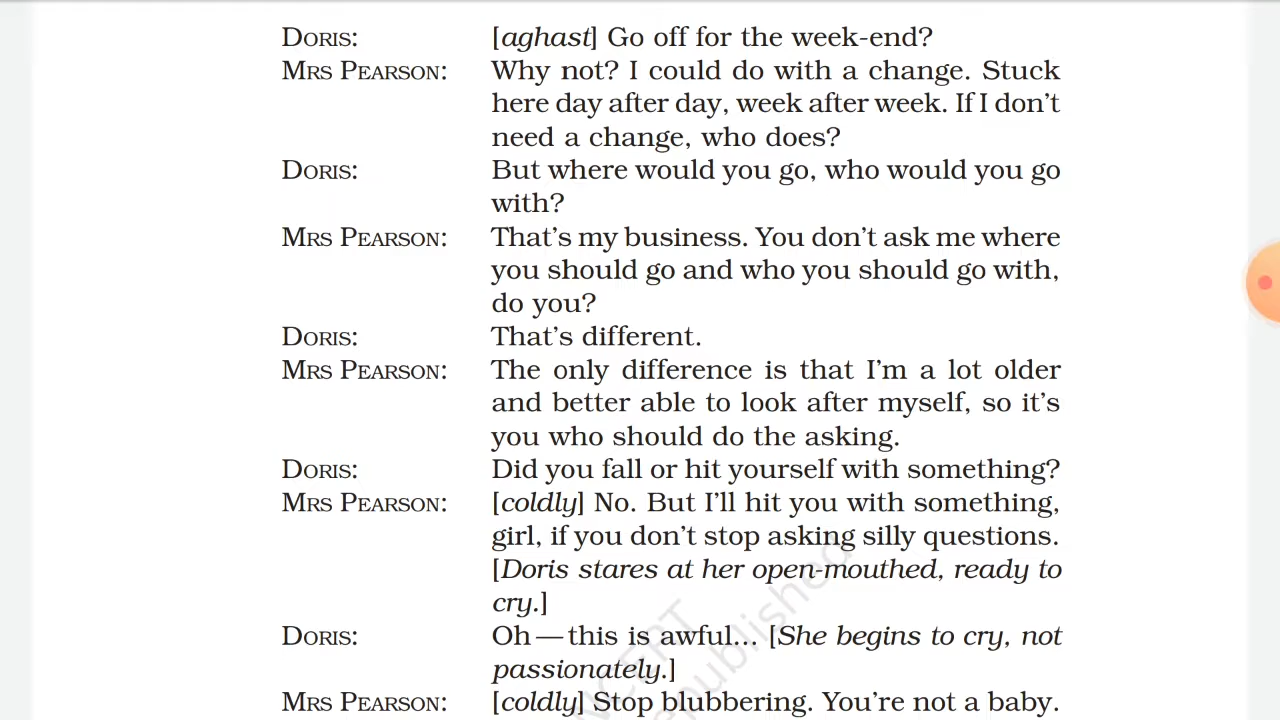 DORIS: [aghast] Go off for the week-end?
MRS PEARSON: Why not? I could do with a change. Stuck
here day after day, week after week. If I don't
need a change, who does?
DORIS: But where would you go, who would you go
with?
MRS PEARSON: That's my business. You don't ask me where
you should go and who you should go with,
do you?
DORIS: That's different.
MRS PEARSON: The only difference is that I'm a lot older
and better able to look after myself, so it's
you who should do the asking.
DORIS: Did you fall or hit yourself with something?
MRS PEARSON: [coldly] No. But I'll hit you with something,
girl, if you don't stop asking silly questions.
[Doris stares at her open-mouthed, ready to
cry.]
DORIS: Oh — this is awful... [She begins to cry, not
passionately.]
MRS PEARSON: [coldly] Stop blubbering. You're not a baby.
NCERT
republished